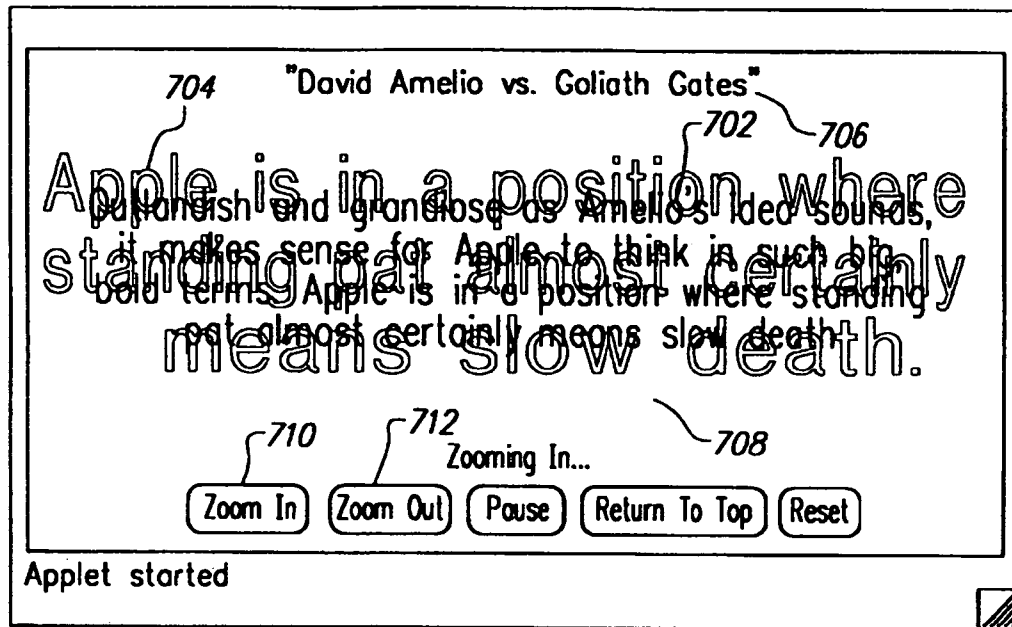 "David Amelio vs. Goliath Gates"
704
702
706
Apple is in a position where
outlandish and grandiose as Amelio's idea sounds,
it makes sense for Apple to think in such big,
standing pat almost certainly
bold terms. Apple is in a position where standing
pat almost certainly means slow death
means slow death.
710
712
708
Zooming In...
Zoom In
Zoom Out
Pause
Return To Top
Reset
Applet started